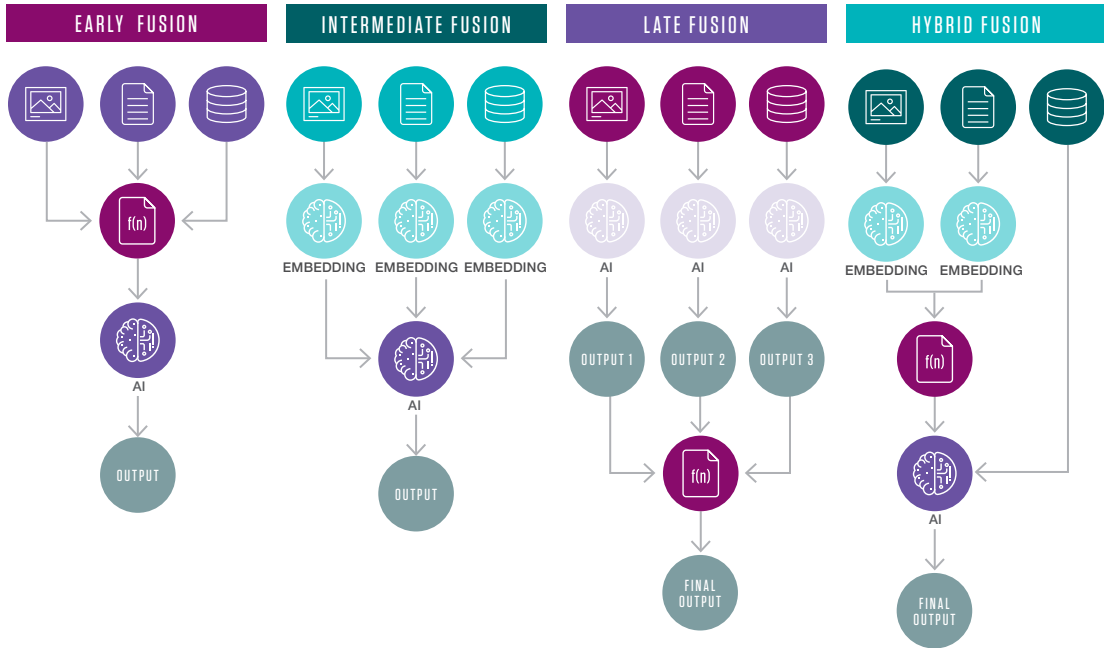 EARLY FUSION
f(n)
AI
OUTPUT
INTERMEDIATE FUSION
EMBEDDING EMBEDDING EMBEDDING
AI
OUTPUT
LATE FUSION
AI AI AI
OUTPUT 1 OUTPUT 2 OUTPUT 3
f(n)
FINAL
OUTPUT
HYBRID FUSION
EMBEDDING EMBEDDING
f(n)
AI
FINAL
OUTPUT